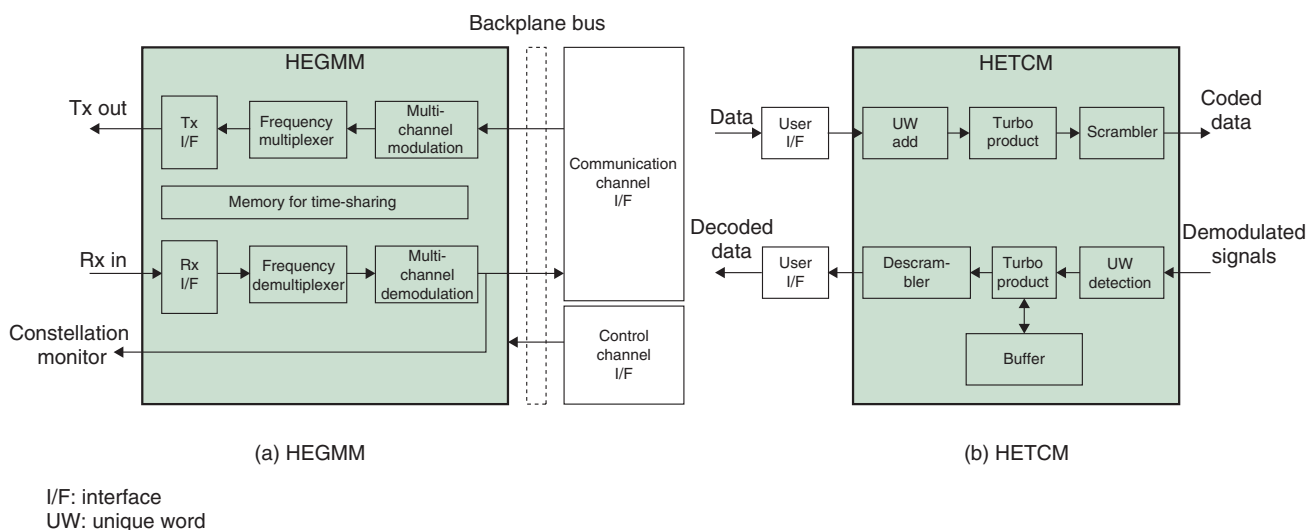 Backplane bus
HEGMM
Tx out
Tx
I/F
Frequency
multiplexer
Multi-
channel
modulation
Memory for time-sharing
Rx in
Rx
I/F
Frequency
demultiplexer
Multi-
channel
demodulation
Constellation
monitor
Communication
channel
I/F
Control
channel
I/F
(a) HEGMM
HETCM
Data
User
I/F
UW
add
Turbo
product
Scrambler
Coded
data
Decoded
data
User
I/F
Descram-
bler
Turbo
product
UW
detection
Demodulated
signals
Buffer
(b) HETCM
I/F: interface
UW: unique word